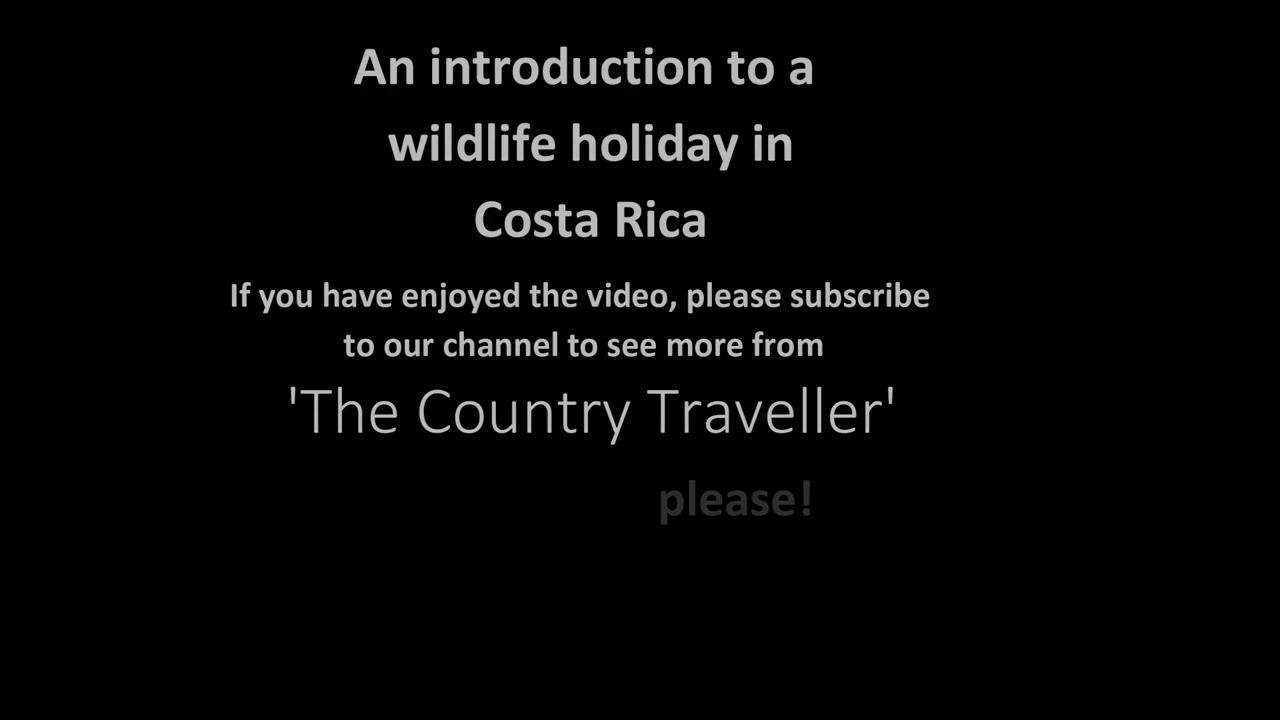 An introduction to a
wildlife holiday in
Costa Rica
If you have enjoyed the video, please subscribe
to our channel to see more from
'The Country Traveller'
please!